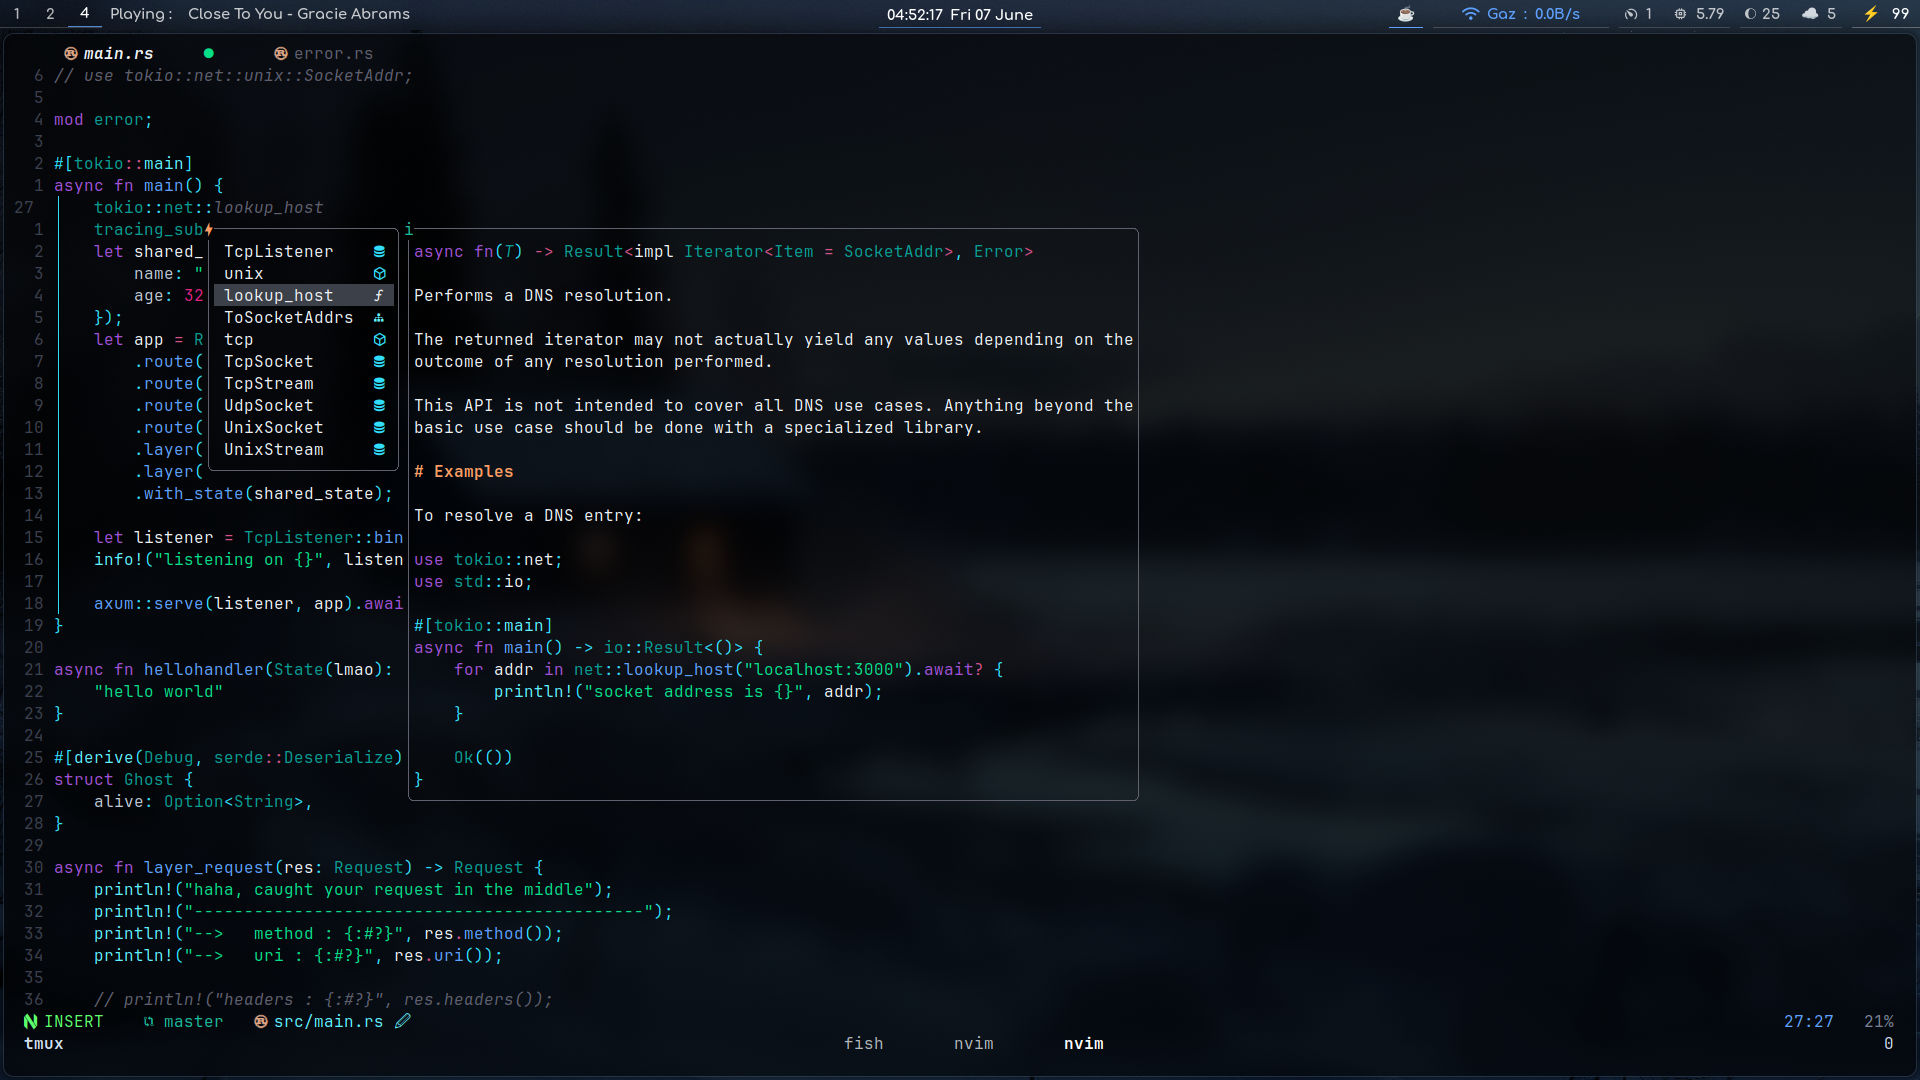 1 2 4 Playing : Close To You - Gracie Abrams 04:52:17 Fri 07 June Gaz : 0.0B/s 1 5.79 25 5 99
main.rs error.rs
6 // use tokio::net::unix::SocketAddr;
5
4 mod error;
3
2 #[tokio::main]
1 async fn main() {
27 tokio::net::lookup_host
1 tracing_sub i
2 let shared_
3 name: "
4 age: 32
5 });
6 let app = R
7 .route(
8 .route(
9 .route(
10 .route(
11 .layer(
12 .layer(
13 .with_state(shared_state);
14
15 let listener = TcpListener::bin
16 info!("listening on {}", listen
17
18 axum::serve(listener, app).awai
19 }
20
21 async fn hellohandler(State(lmao):
22 "hello world"
23 }
24
25 #[derive(Debug, serde::Deserialize)
26 struct Ghost {
27 alive: Option<String>,
28 }
29
30 async fn layer_request(res: Request) -> Request {
31 println!("haha, caught your request in the middle");
32 println!("---------------------------------------------");
33 println!("-->   method : {:#?}", res.method());
34 println!("-->   uri : {:#?}", res.uri());
35
36 // println!("headers : {:#?}", res.headers());
TcpListener
unix
lookup_host f
ToSocketAddrs
tcp
TcpSocket
TcpStream
UdpSocket
UnixSocket
UnixStream
async fn(T) -> Result<impl Iterator<Item = SocketAddr>, Error>
Performs a DNS resolution.
The returned iterator may not actually yield any values depending on the
outcome of any resolution performed.
This API is not intended to cover all DNS use cases. Anything beyond the
basic use case should be done with a specialized library.
# Examples
To resolve a DNS entry:
use tokio::net;
use std::io;
#[tokio::main]
async fn main() -> io::Result<()> {
for addr in net::lookup_host("localhost:3000").await? {
println!("socket address is {}", addr);
}
Ok(())
}
INSERT master src/main.rs 27:27 21%
tmux fish nvim nvim 0